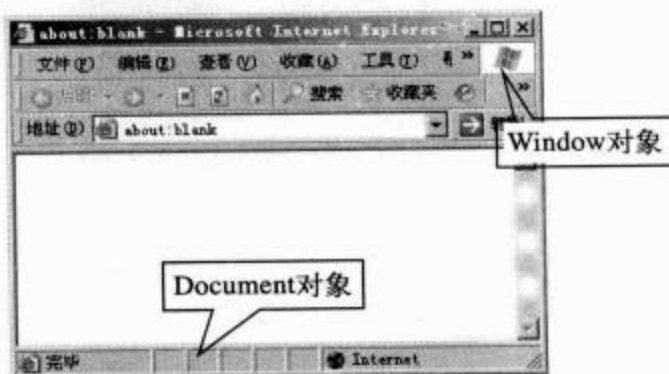 about:blank - Microsoft Internet Explorer
文件(F) 编辑(E) 查看(V) 收藏(A) 工具(T) »
后退 搜索 收藏夹 »
地址(D) about:blank
Window对象
Document对象
完毕 Internet